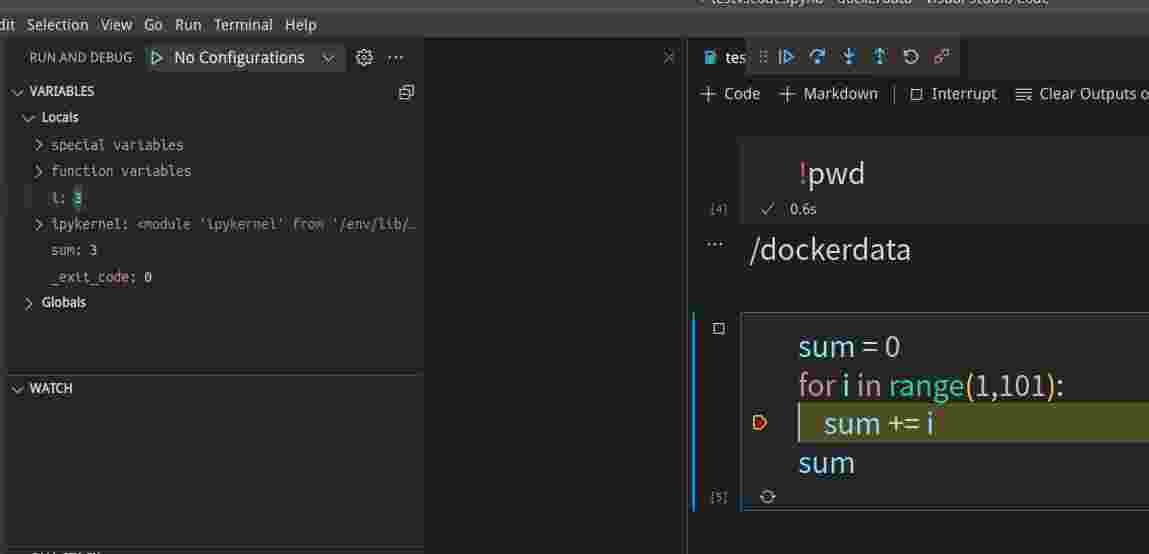 Selection View Go Run Terminal Help
RUN AND DEBUG No Configurations ...
VARIABLES
Locals
special variables
function variables
i: 3
ipykernel: <module 'ipykernel' from '/env/lib/...
sum: 3
_exit_code: 0
Globals
WATCH
tes
+ Code + Markdown | Interrupt Clear Outputs o
!pwd
[4] 0.6s
... /dockerdata
sum = 0
for i in range(1,101):
sum += i
sum
[5]